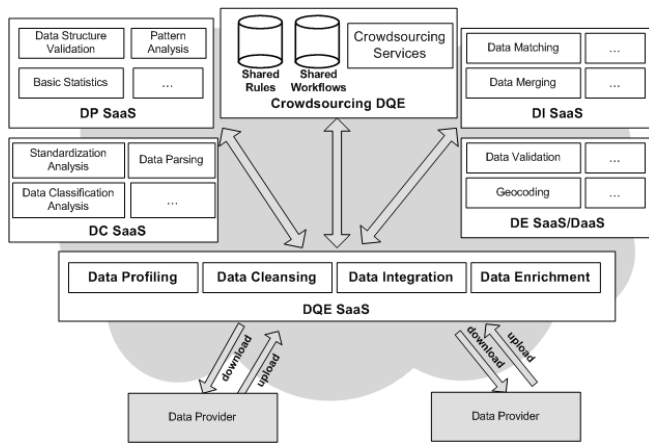 Data Structure
Validation
Pattern
Analysis
Basic Statistics
...
DP SaaS
Shared
Rules
Shared
Workflows
Crowdsourcing
Services
Crowdsourcing DQE
Data Matching
...
Data Merging
...
DI SaaS
Standardization
Analysis
Data Parsing
Data Classification
Analysis
...
DC SaaS
Data Validation
...
Geocoding
...
DE SaaS/DaaS
Data Profiling
Data Cleansing
Data Integration
Data Enrichment
DQE SaaS
download
upload
download
upload
Data Provider
Data Provider